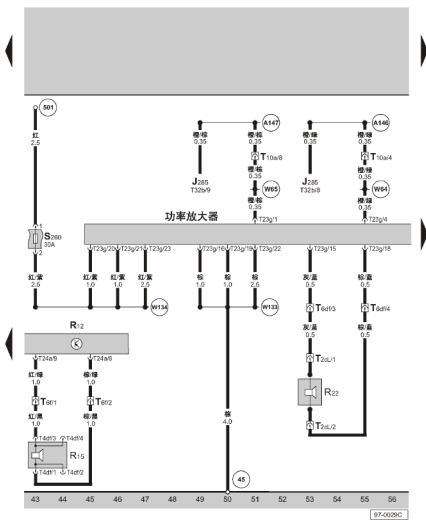 501
A147
A146
红
2.5
橙/棕
0.35
橙/棕
0.35
橙/绿
0.35
橙/绿
0.35
T10a/8
T10a/4
J285
T32b/9
橙/棕
0.35
J285
T32b/8
橙/绿
0.35
W65
W64
橙/棕
0.35
橙/绿
0.35
功率放大器
T23g/1
T23g/4
1
S260
30A
2
T23g/20
T23g/21
T23g/23
T23g/16
T23g/19
T23g/22
T23g/15
T23g/18
红/紫
2.5
红/紫
1.0
红/紫
1.0
红/紫
2.5
棕
1.0
棕
1.0
棕
2.5
灰/蓝
0.5
棕/蓝
0.5
W134
W133
T6df/3
T6df/4
R12
灰/蓝
0.5
棕/蓝
0.5
T24a/9
T24a/8
T2cL/1
红/绿
1.0
棕/绿
1.0
R22
T6f/1
T6f/2
红/黑
1.0
棕/黑
1.0
棕
4.0
T2cL/2
T4df/3
T4df/4
R15
T4df/1
T4df/2
45
43 44 45 46 47 48 49 50 51 52 53 54 55 56
97-0029C